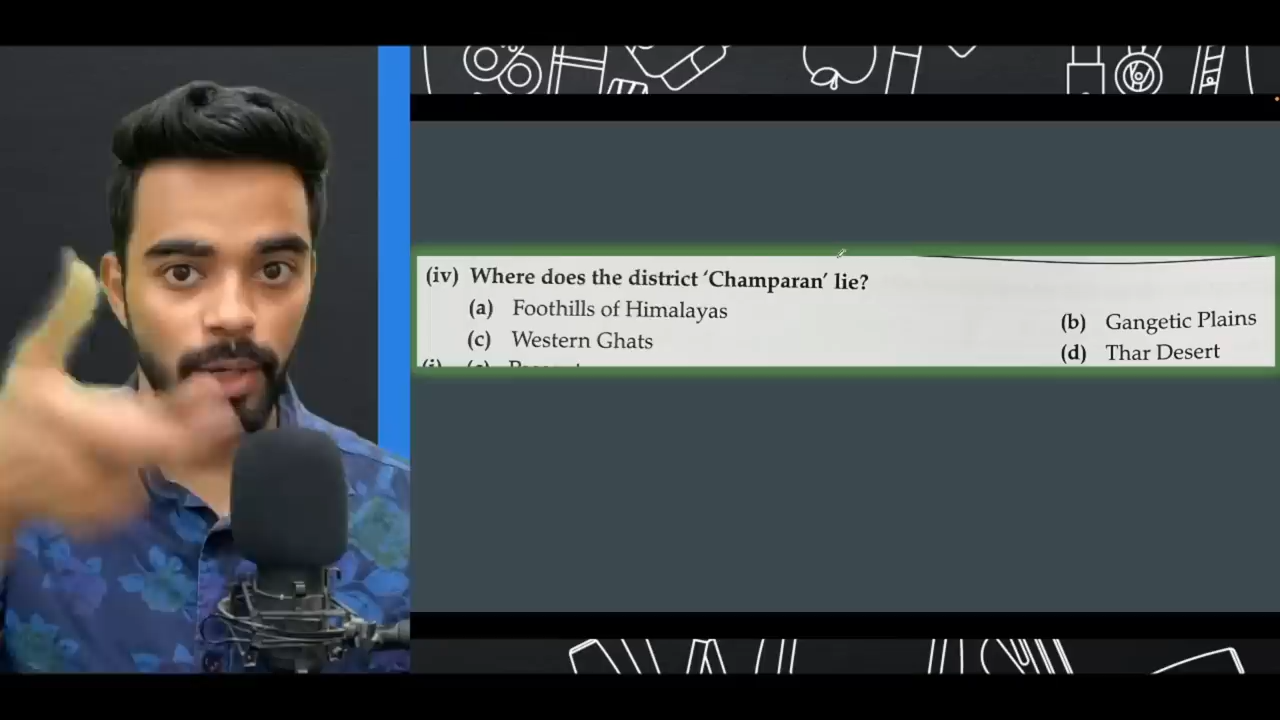 (iv) Where does the district ‘Champaran’ lie?
(a) Foothills of Himalayas
(b) Gangetic Plains
(c) Western Ghats
(d) Thar Desert